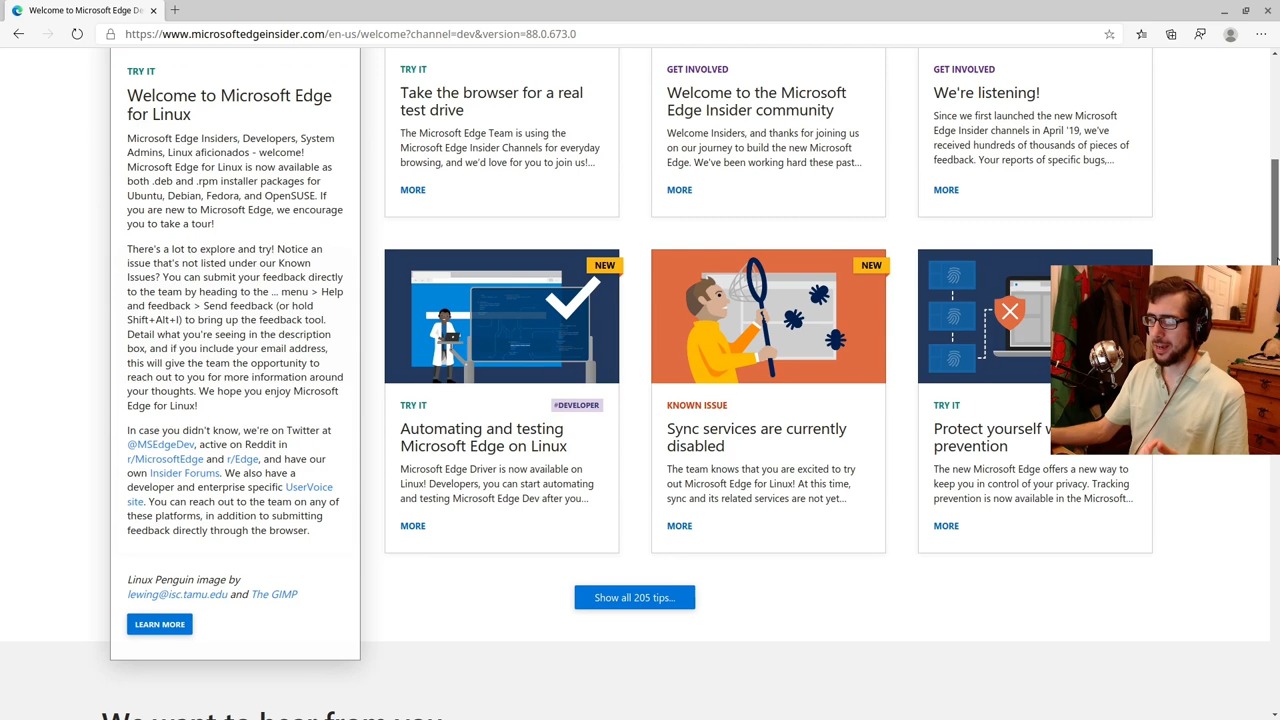 Welcome to Microsoft Edge De
https://www.microsoftedgeinsider.com/en-us/welcome?channel=dev&version=88.0.673.0
TRY IT
Welcome to Microsoft Edge
for Linux
Microsoft Edge Insiders, Developers, System
Admins, Linux aficionados - welcome!
Microsoft Edge for Linux is now available as
both .deb and .rpm installer packages for
Ubuntu, Debian, Fedora, and OpenSUSE. If
you are new to Microsoft Edge, we encourage
you to take a tour!
There's a lot to explore and try! Notice an
issue that's not listed under our Known
Issues? You can submit your feedback directly
to the team by heading to the ... menu > Help
and feedback > Send feedback (or hold
Shift+Alt+I) to bring up the feedback tool.
Detail what you're seeing in the description
box, and if you include your email address,
this will give the team the opportunity to
reach out to you for more information around
your thoughts. We hope you enjoy Microsoft
Edge for Linux!
In case you didn't know, we're on Twitter at
@MSEdgeDev, active on Reddit in
r/MicrosoftEdge and r/Edge, and have our
own Insider Forums. We also have a
developer and enterprise specific UserVoice
site. You can reach out to the team on any of
these platforms, in addition to submitting
feedback directly through the browser.
Linux Penguin image by
lewing@isc.tamu.edu and The GIMP
LEARN MORE
TRY IT
Take the browser for a real
test drive
The Microsoft Edge Team is using the
Microsoft Edge Insider Channels for everyday
browsing, and we'd love for you to join us!...
MORE
GET INVOLVED
Welcome to the Microsoft
Edge Insider community
Welcome Insiders, and thanks for joining us
on our journey to build the new Microsoft
Edge. We've been working hard these past...
MORE
GET INVOLVED
We're listening!
Since we first launched the new Microsoft
Edge Insider channels in April '19, we've
received hundreds of thousands of pieces of
feedback. Your reports of specific bugs,...
MORE
NEW
TRY IT
#DEVELOPER
Automating and testing
Microsoft Edge on Linux
Microsoft Edge Driver is now available on
Linux! Developers, you can start automating
and testing Microsoft Edge Dev after you...
MORE
NEW
KNOWN ISSUE
Sync services are currently
disabled
The team knows that you are excited to try
out Microsoft Edge for Linux! At this time,
sync and its related services are not yet...
MORE
TRY IT
Protect yourself
prevention
The new Microsoft Edge offers a new way to
keep you in control of your privacy. Tracking
prevention is now available in the Microsoft...
MORE
Show all 205 tips...
We want to hear from you